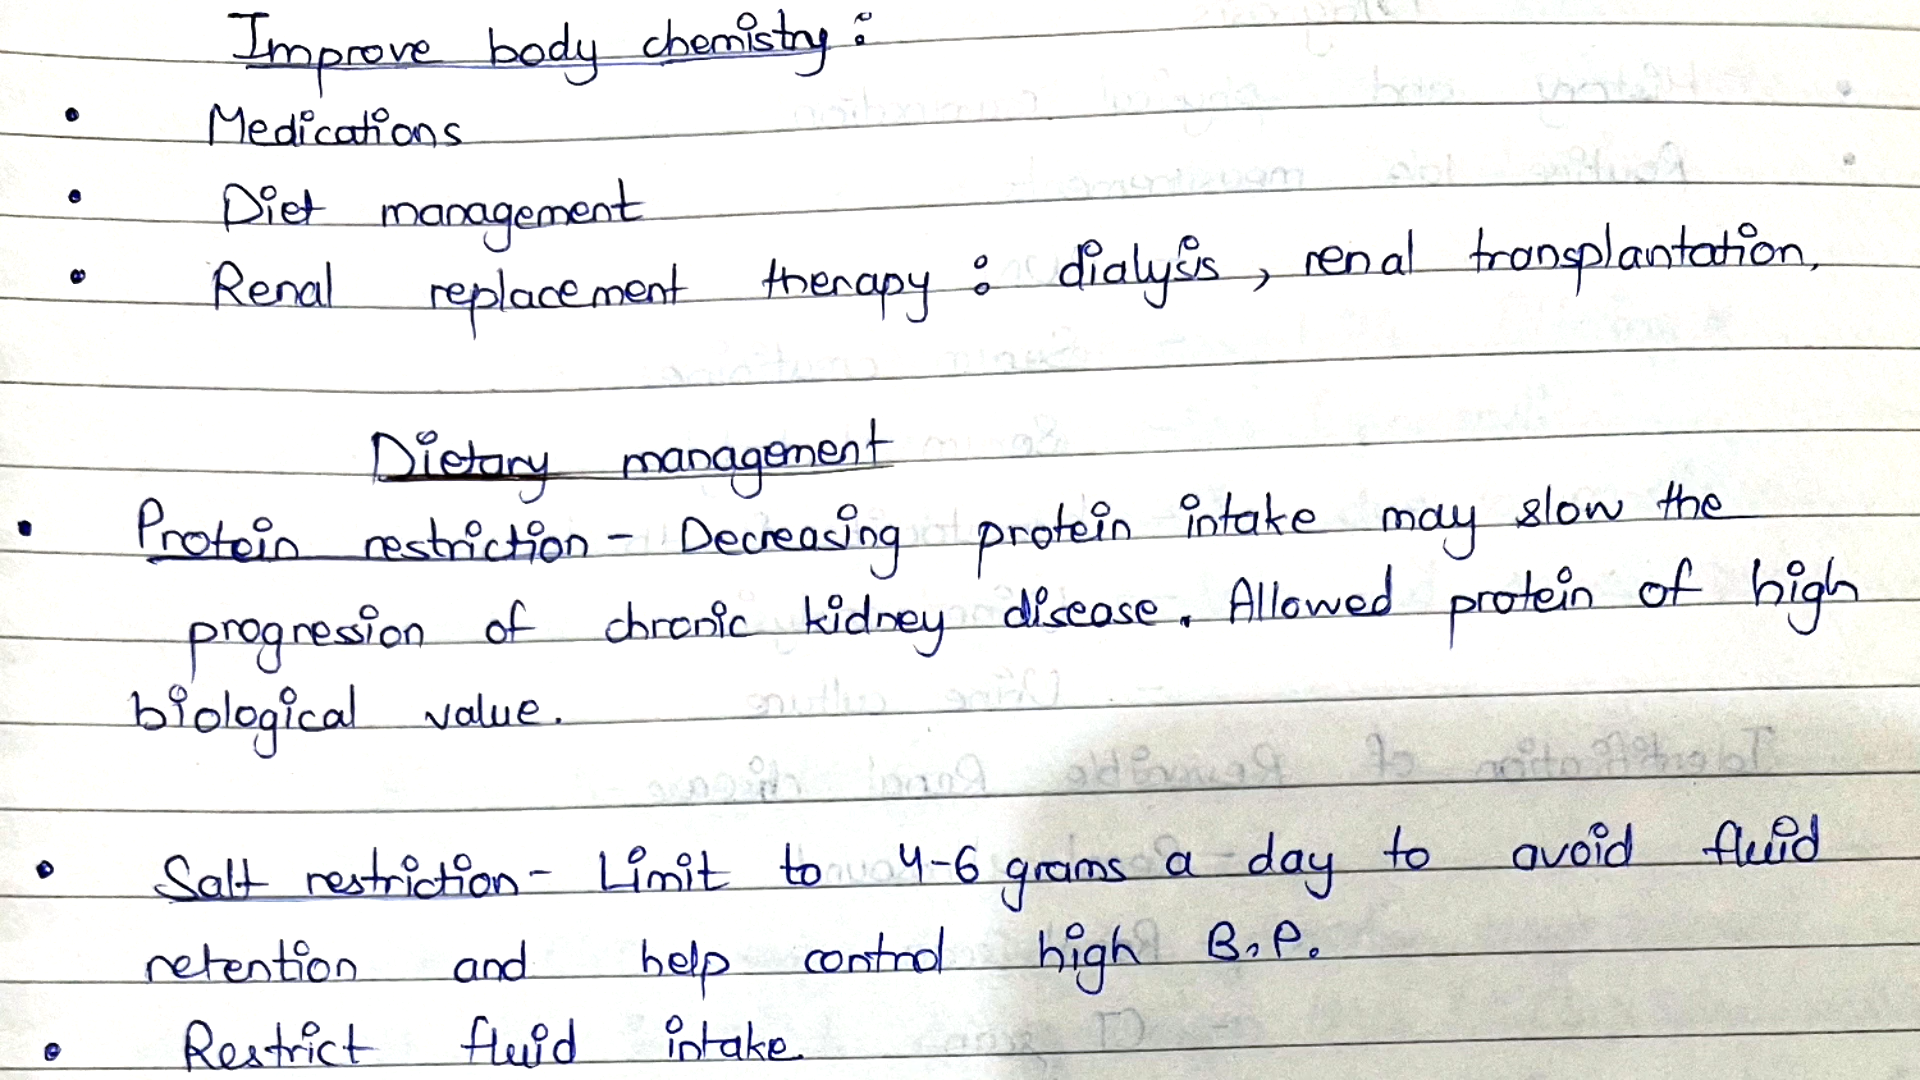 Improve body chemistry :
• Medications
• Diet management
• Renal replacement therapy : dialysis, renal transplantation.
Dietary management
• Protein restriction - Decreasing protein intake may slow the
progression of chronic kidney disease. Allowed protein of high
biological value.
• Salt restriction - Limit to 4-6 grams a day to avoid fluid
retention and help control high B.P.
• Restrict fluid intake.